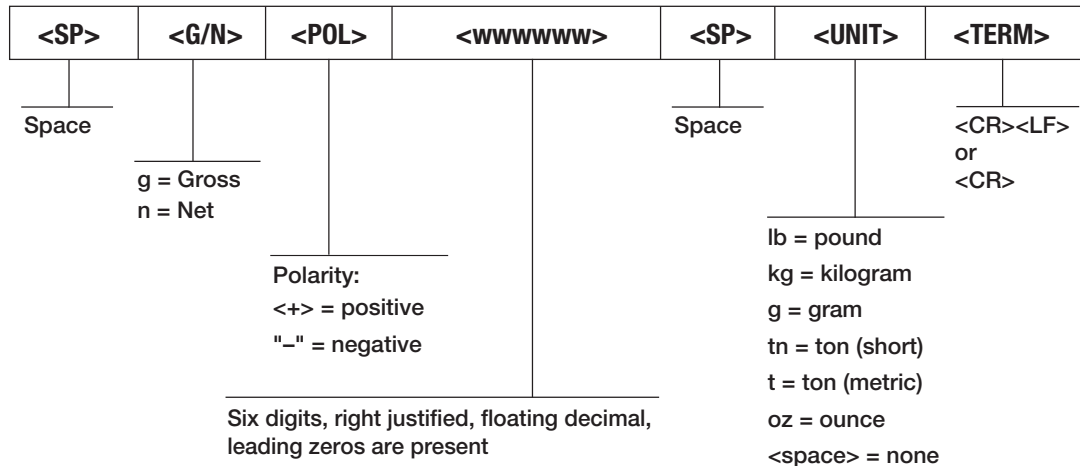 <SP> <G/N> <POL> <wwwwww> <SP> <UNIT> <TERM>
Space
g = Gross
n = Net
Polarity:
<+> = positive
"–" = negative
Six digits, right justified, floating decimal,
leading zeros are present
Space
lb = pound
kg = kilogram
g = gram
tn = ton (short)
t = ton (metric)
oz = ounce
<space> = none
<CR><LF>
or
<CR>